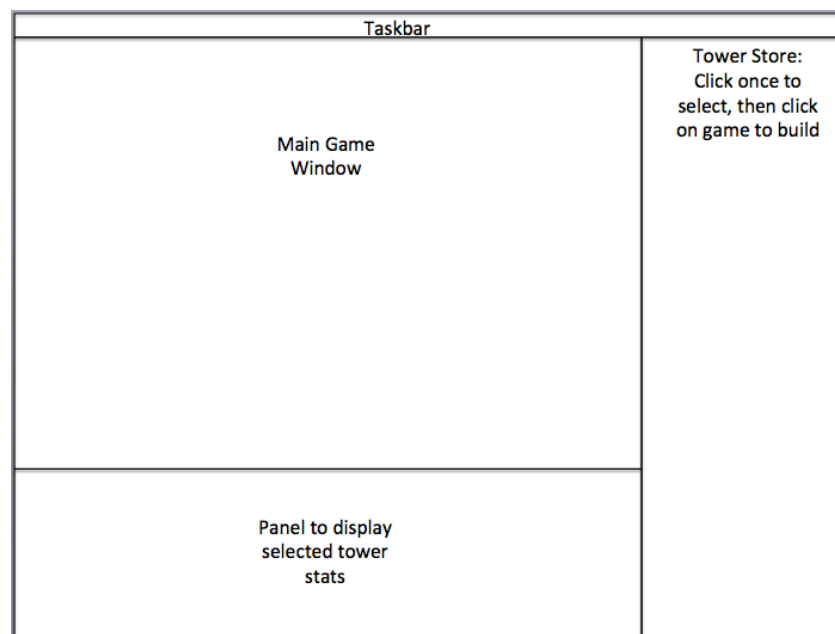 Taskbar
Main Game
Window
Tower Store:
Click once to
select, then click
on game to build
Panel to display
selected tower
stats